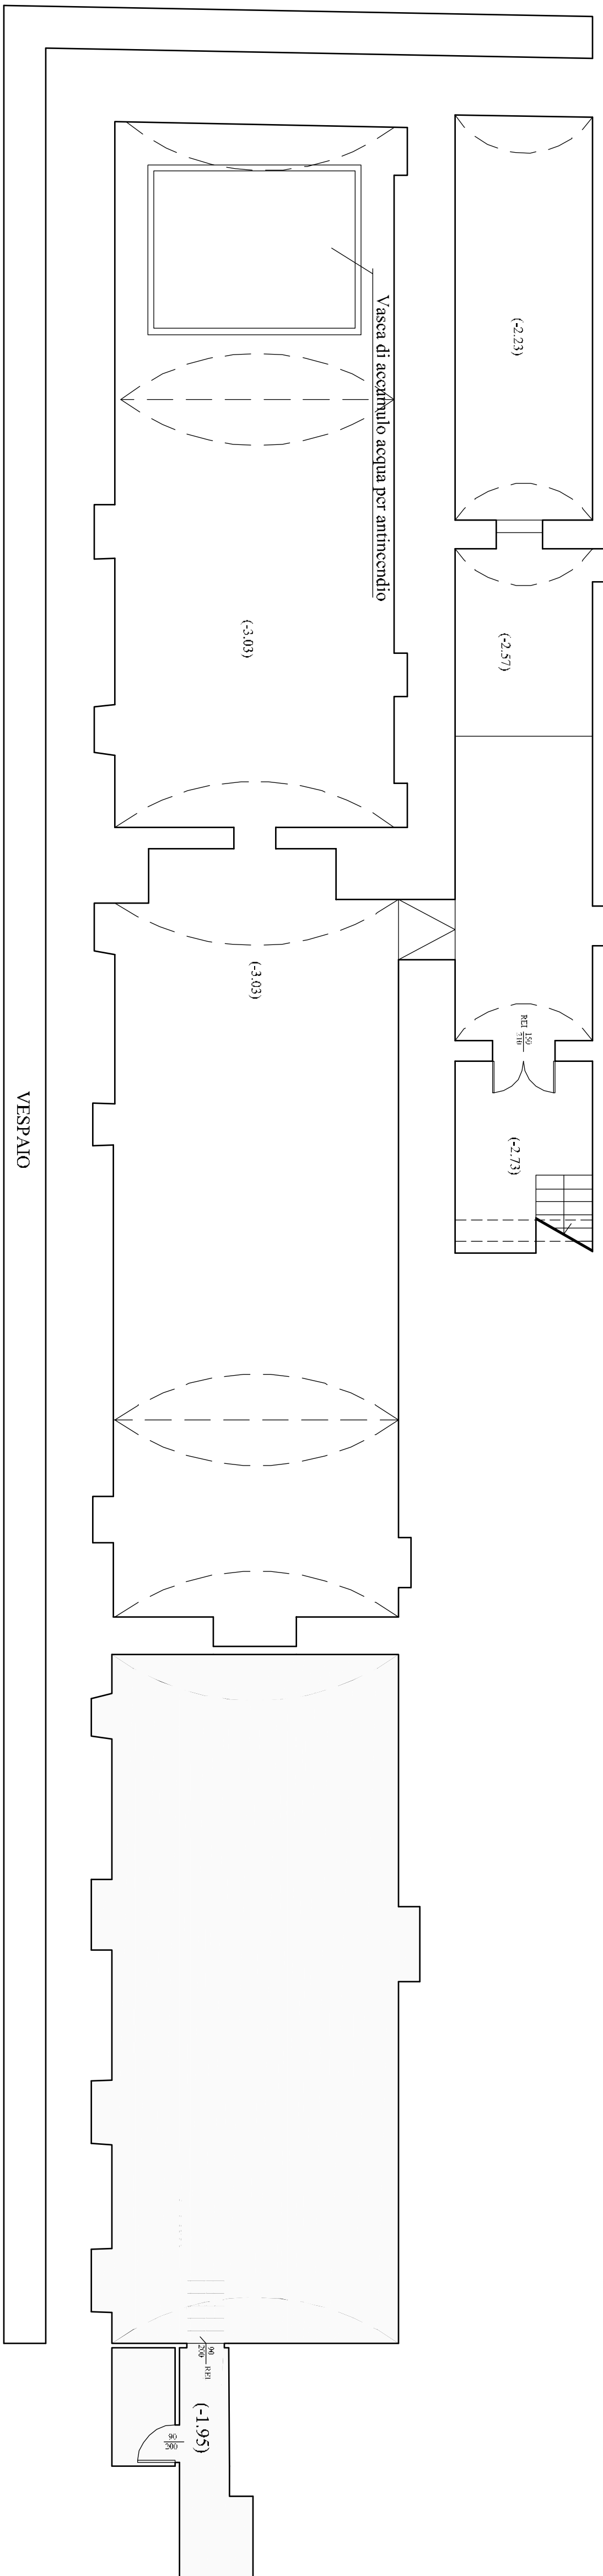 (-2.23)
Vasca di accumulo acqua per antincendio
(-3.03)
(-2.57)
(-3.03)
REI 150
210
(-2.73)
VESPAIO
90
200 REI
(-1.95)
90
200